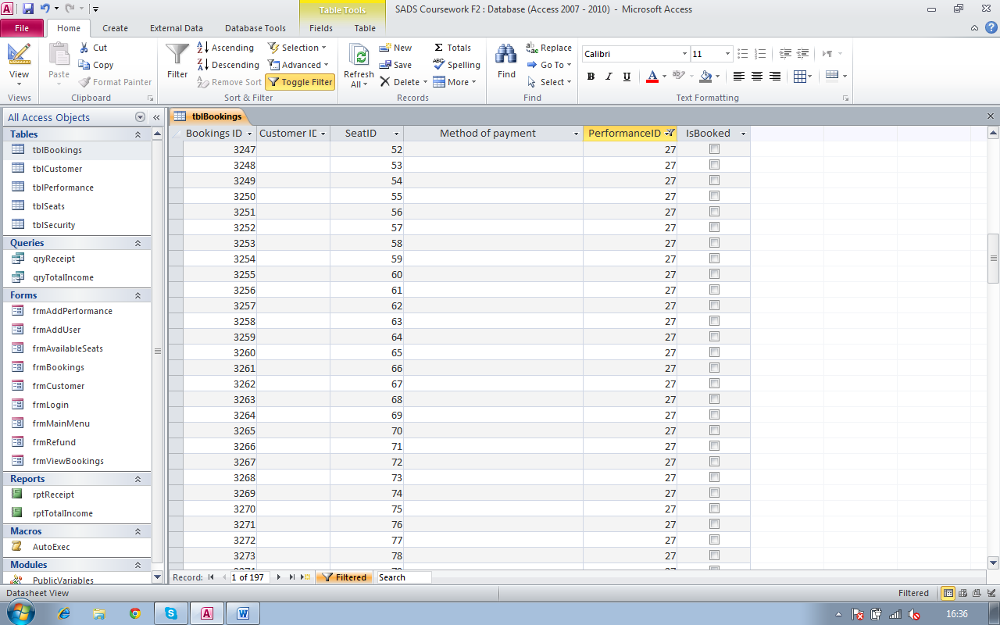 Table Tools
SADS Coursework F2 : Database (Access 2007 - 2010) - Microsoft Access
File Home Create External Data Database Tools Fields Table
View
Views
Paste
Cut
Copy
Format Painter
Clipboard
Filter
Ascending
Descending
Remove Sort
Selection
Advanced
Toggle Filter
Sort & Filter
Refresh All
New
Save
Delete
Totals
Spelling
More
Records
Find
Replace
Go To
Select
Find
Calibri 11
B I U A ab
Text Formatting
All Access Objects
Tables
tblBookings
tblCustomer
tblPerformance
tblSeats
tblSecurity
Queries
qryReceipt
qryTotalIncome
Forms
frmAddPerformance
frmAddUser
frmAvailableSeats
frmBookings
frmCustomer
frmLogin
frmMainMenu
frmRefund
frmViewBookings
Reports
rptReceipt
rptTotalIncome
Macros
AutoExec
Modules
PublicVariables
tblBookings
Bookings ID Customer ID SeatID Method of payment PerformanceID IsBooked
3247 52 27
3248 53 27
3249 54 27
3250 55 27
3251 56 27
3252 57 27
3253 58 27
3254 59 27
3255 60 27
3256 61 27
3257 62 27
3258 63 27
3259 64 27
3260 65 27
3261 66 27
3262 67 27
3263 68 27
3264 69 27
3265 70 27
3266 71 27
3267 72 27
3268 73 27
3269 74 27
3270 75 27
3271 76 27
3272 77 27
3273 78 27
Record: 1 of 197 Filtered Search
Datasheet View Filtered
16:36